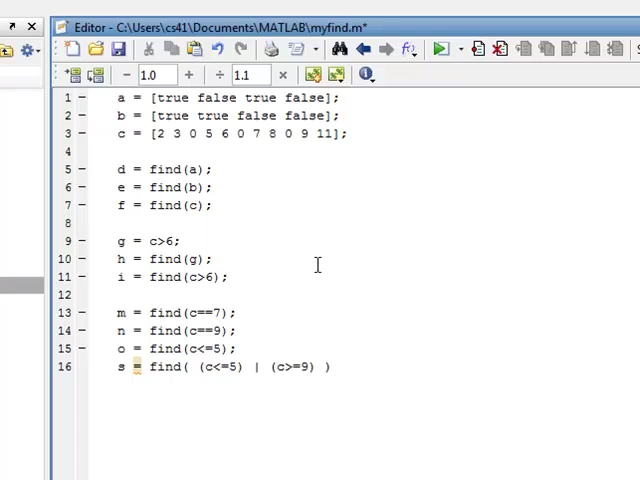 Editor - C:\Users\cs41\Documents\MATLAB\myfind.m*
1.0
1.1
1 – a = [true false true false];
2 – b = [true true false false];
3 – c = [2 3 0 5 6 0 7 8 0 9 11];
4
5 – d = find(a);
6 – e = find(b);
7 – f = find(c);
8
9 – g = c>6;
10 – h = find(g);
11 – i = find(c>6);
12
13 – m = find(c==7);
14 – n = find(c==9);
15 – o = find(c<=5);
16 s = find( (c<=5) | (c>=9) )